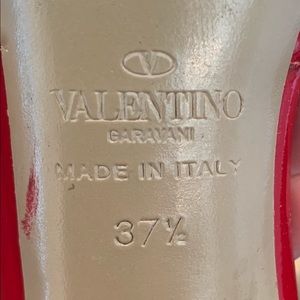 V
VALENTINO
GARAVANI
MADE IN ITALY
37½